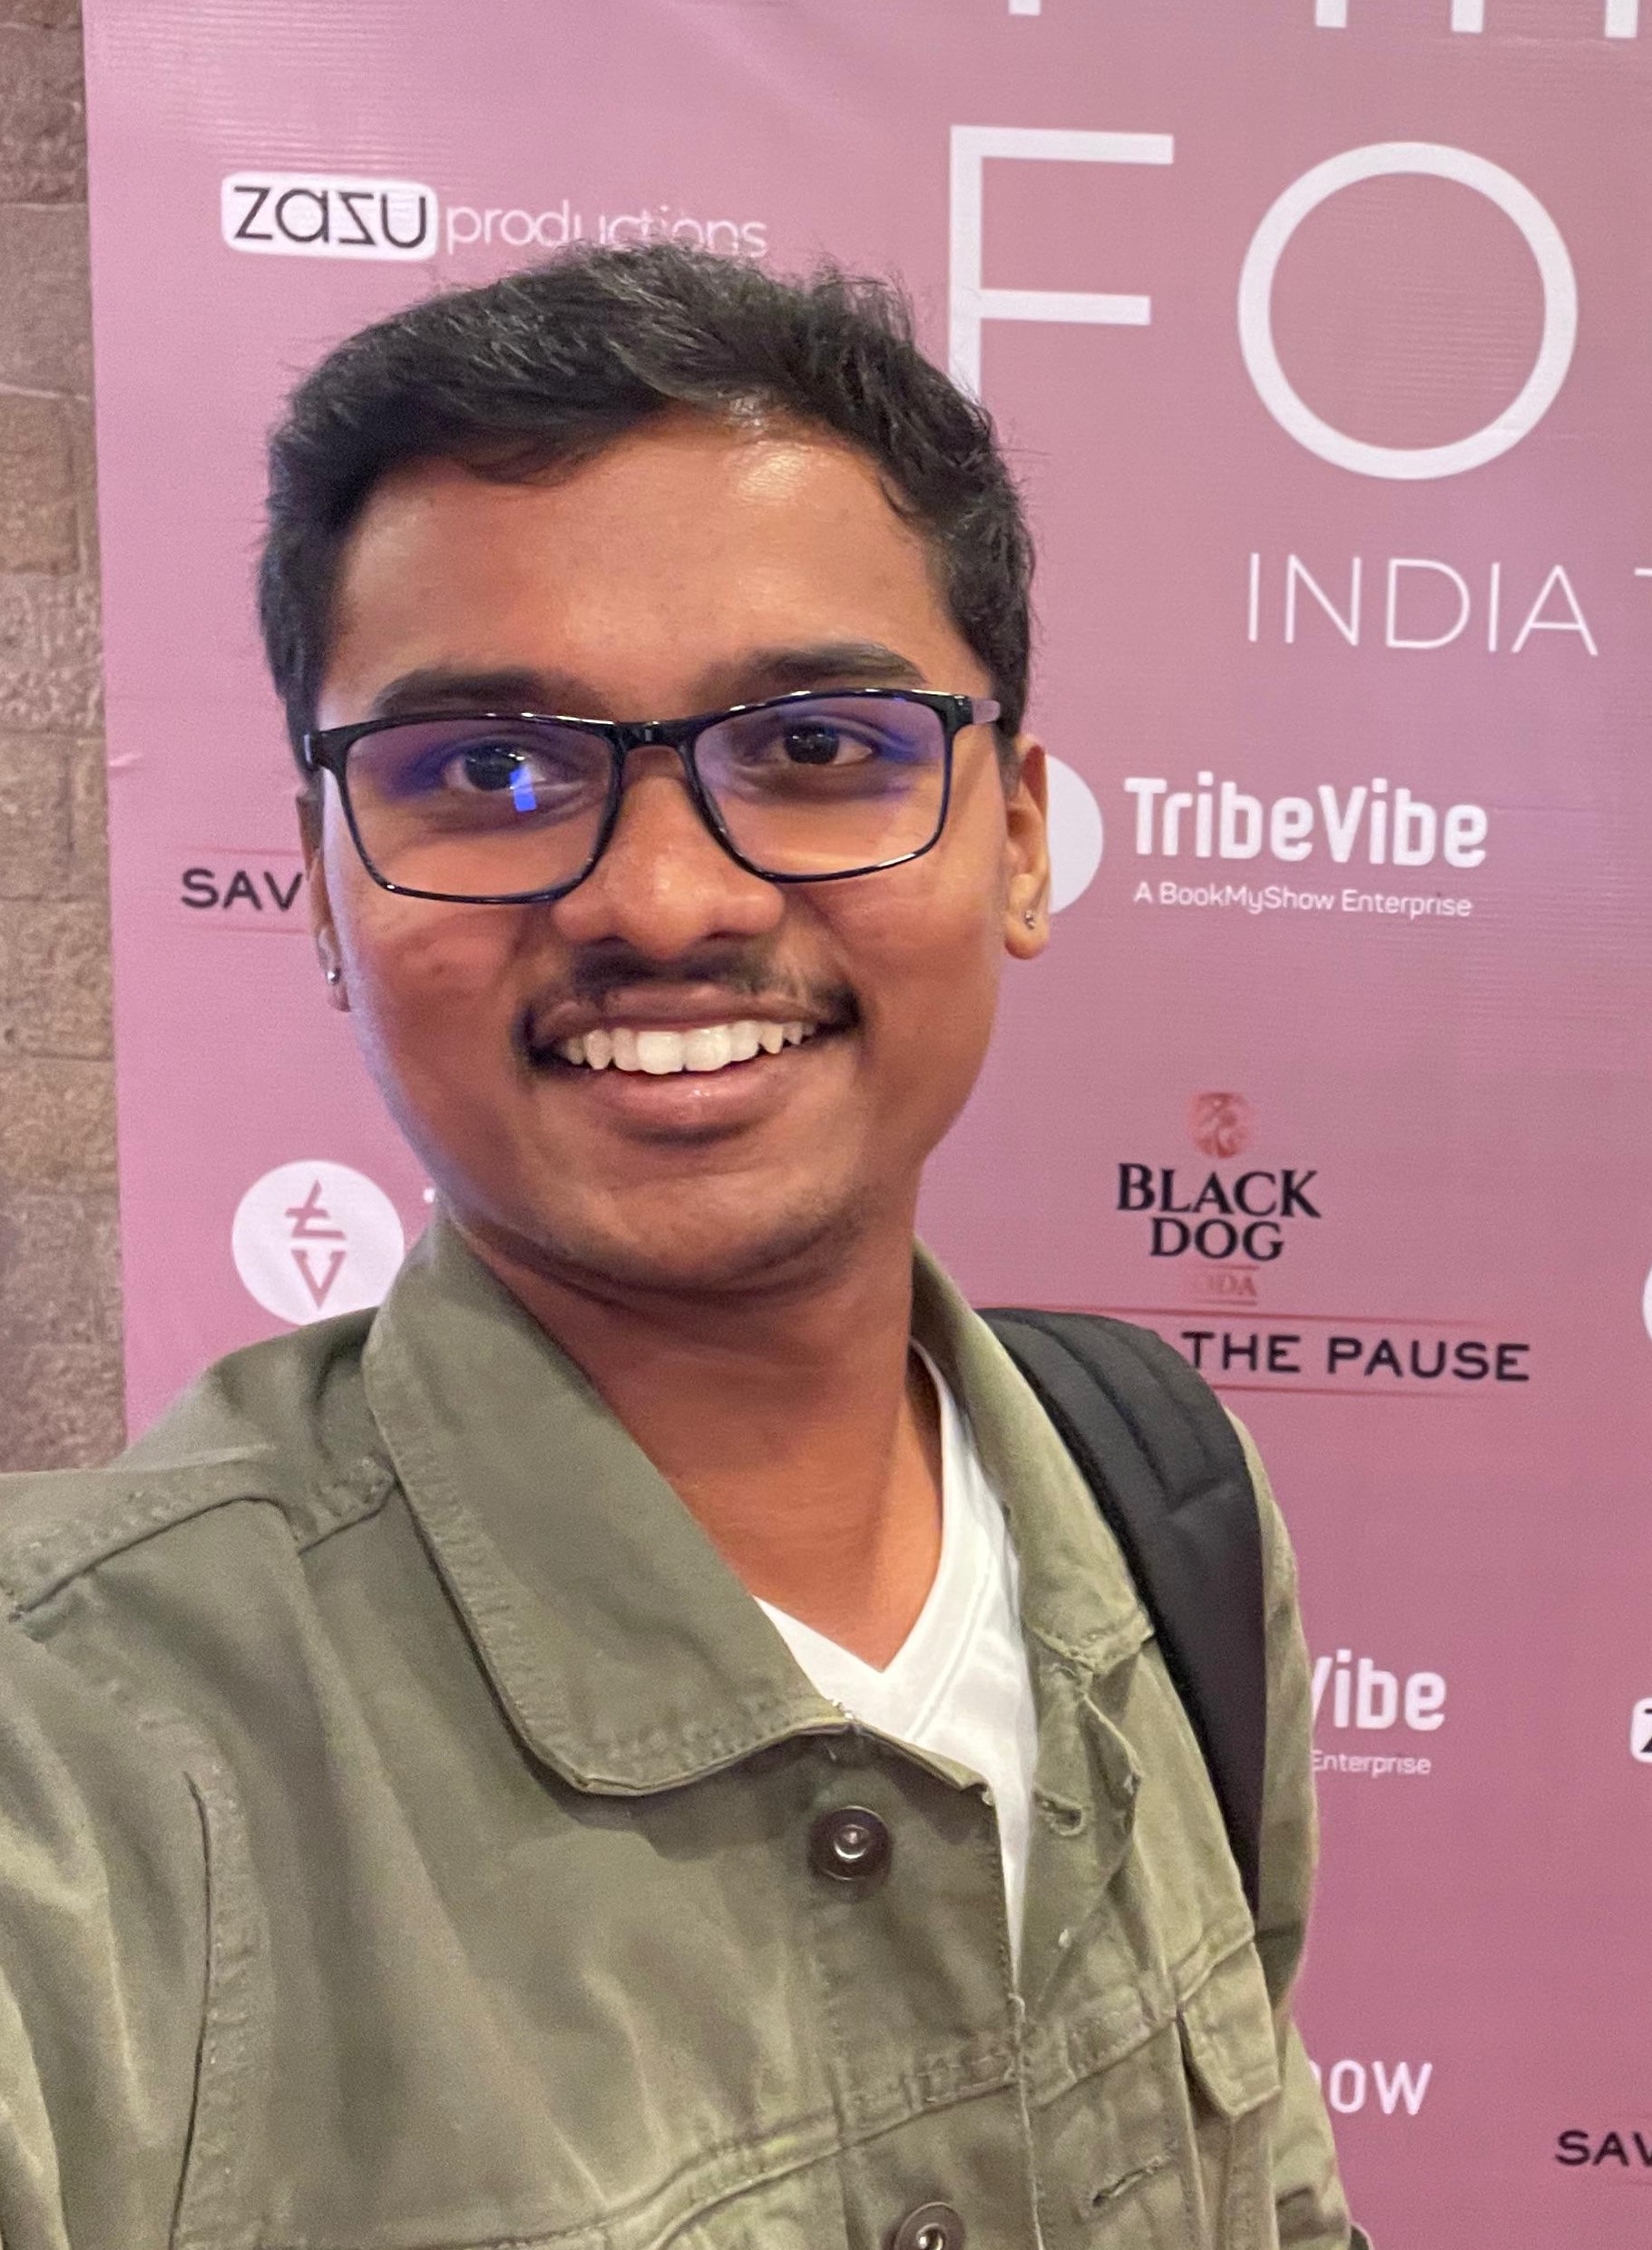 zazu productions
FO
INDIA
SAV
TribeVibe
A BookMyShow Enterprise
BLACK
DOG
THE PAUSE
Vibe
Enterprise
OW
SAV